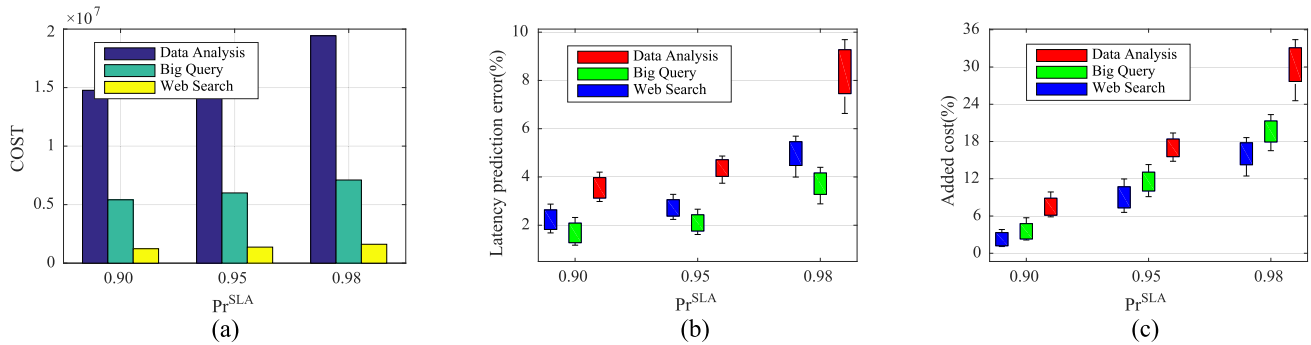 ×10⁷
2
1.5
1
0.5
0
COST
Data Analysis
Big Query
Web Search
0.90 0.95 0.98
Pr^SLA
(a)
10
8
6
4
2
Latency prediction error(%)
Data Analysis
Big Query
Web Search
0.90 0.95 0.98
Pr^SLA
(b)
36
30
24
18
12
6
0
Added cost(%)
Data Analysis
Big Query
Web Search
0.90 0.95 0.98
Pr^SLA
(c)